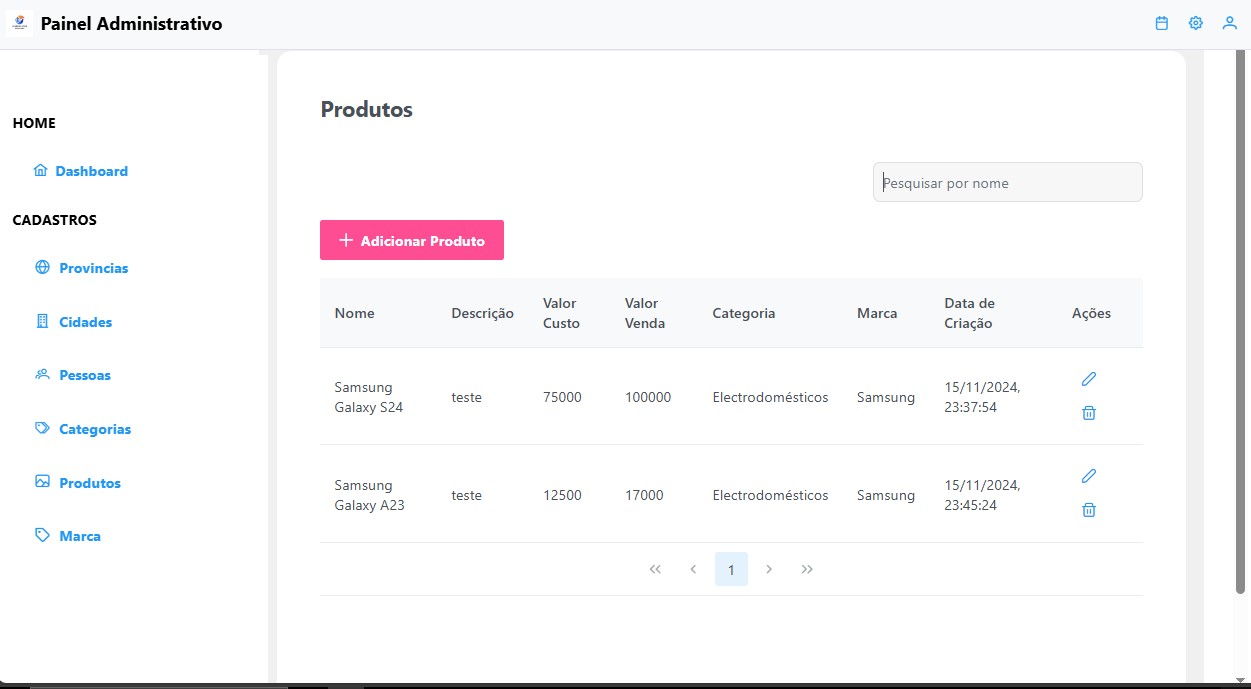 Painel Administrativo
HOME
Dashboard
CADASTROS
Provincias
Cidades
Pessoas
Categorias
Produtos
Marca
Produtos
Pesquisar por nome
Adicionar Produto
Nome Descrição Valor Custo Valor Venda Categoria Marca Data de Criação Ações
Samsung Galaxy S24 teste 75000 100000 Electrodomésticos Samsung 15/11/2024, 23:37:54
Samsung Galaxy A23 teste 12500 17000 Electrodomésticos Samsung 15/11/2024, 23:45:24
1